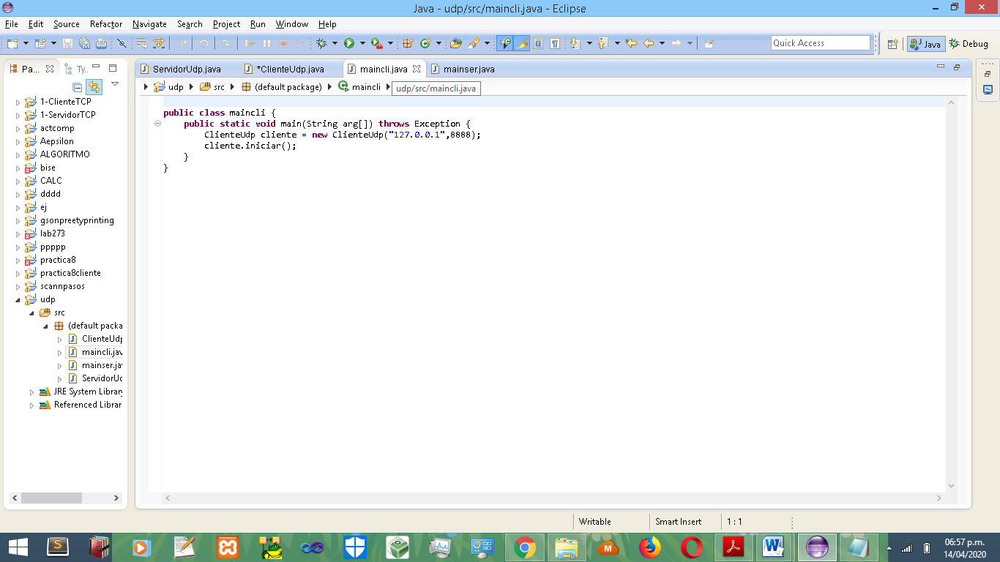 Java - udp/src/maincli.java - Eclipse
File Edit Source Refactor Navigate Search Project Run Window Help
Quick Access Java Debug
Pa... Ty.. ServidorUdp.java *ClienteUdp.java maincli.java mainser.java
udp src (default package) maincli udp/src/maincli.java
1-ClienteTCP
1-ServidorTCP
actcomp
Aepsilon
ALGORITMO
bise
CALC
dddd
ej
gsonpreetyprinting
lab273
ppppp
practica8
practica8cliente
scannpasos
udp
src
(default packa
ClienteUdp
maincli.jav
mainser.jav
ServidorUd
JRE System Library
Referenced Librar
public class maincli {
public static void main(String arg[]) throws Exception {
ClienteUdp cliente = new ClienteUdp("127.0.0.1",8888);
cliente.iniciar();
}
}
Writable Smart Insert 1 : 1
06:57 p.m.
14/04/2020